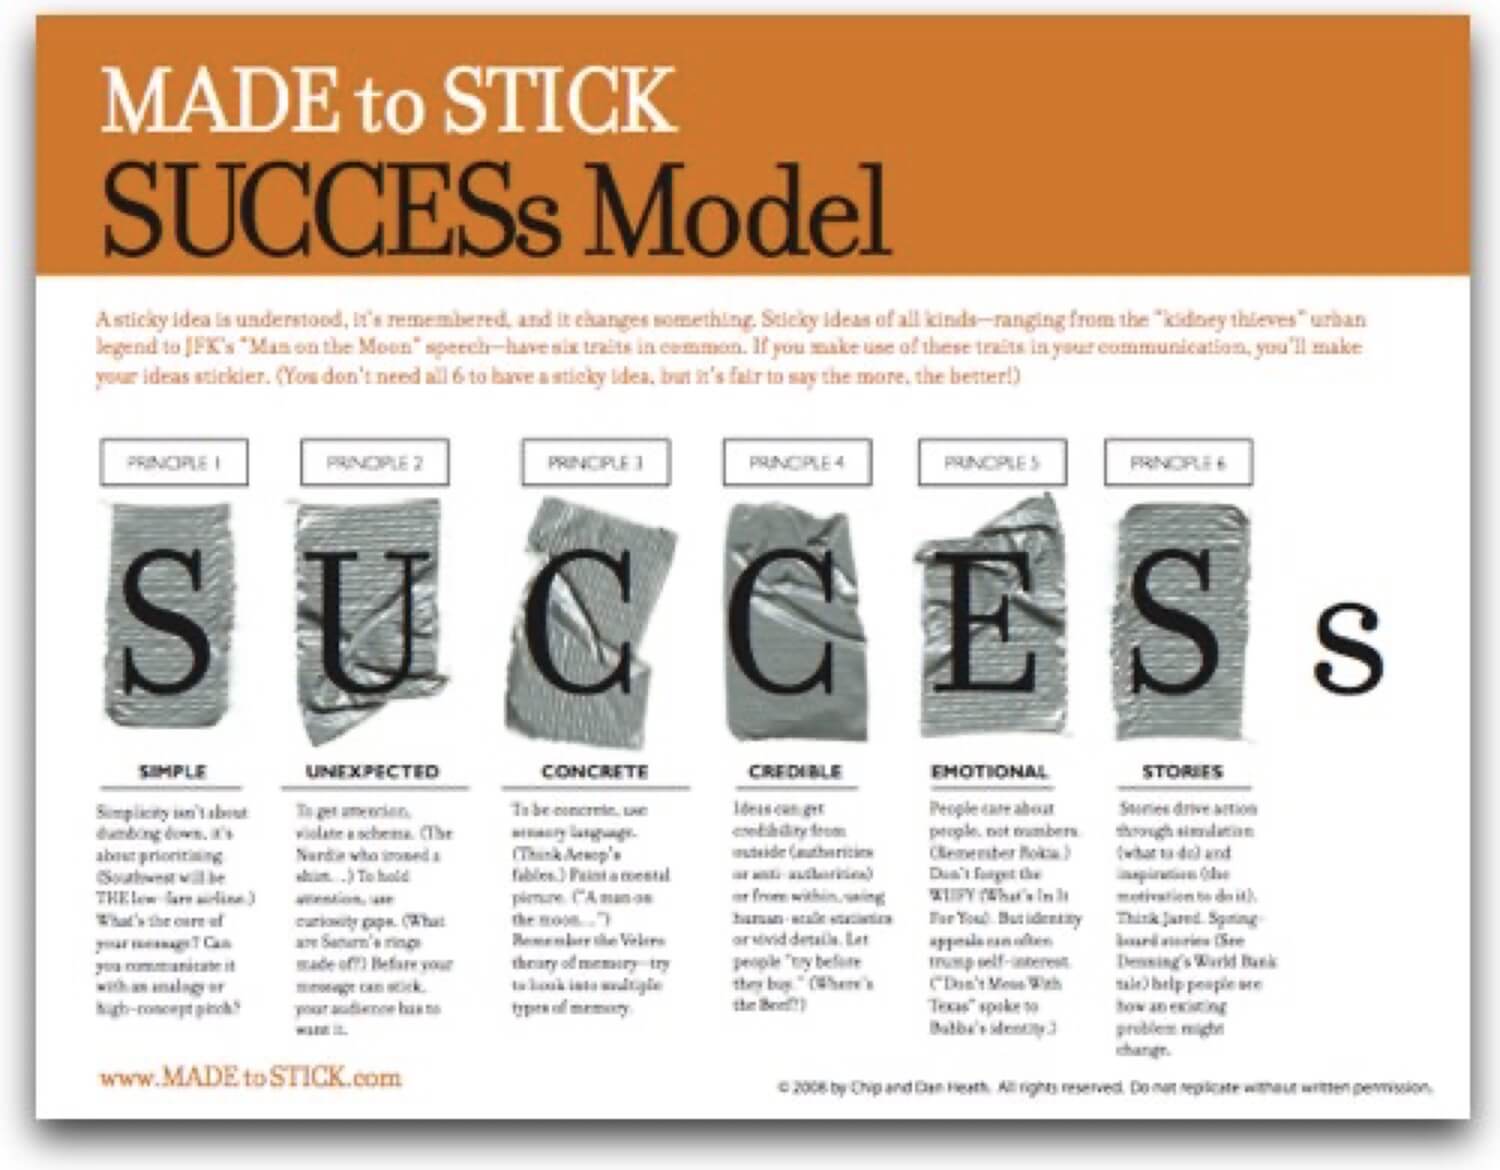 MADE to STICK
SUCCESs Model
A sticky idea is understood, it's remembered, and it changes something. Sticky ideas of all kinds—ranging from the "kidney thieves" urban
legend to JFK's "Man on the Moon" speech—have six traits in common. If you make use of these traits in your communication, you'll make
your ideas stickier. (You don't need all 6 to have a sticky idea, but it's fair to say the more, the better!)
PRINCIPLE 1
PRINCIPLE 2
PRINCIPLE 3
PRINCIPLE 4
PRINCIPLE 5
PRINCIPLE 6
S U C C E S s
SIMPLE
Simplicity isn't about
dumbing down, it's
about prioritizing.
(Southwest will be
THE low-fare airline.)
What's the core of
your message? Can
you communicate it
with an analogy or
high-concept pitch?
UNEXPECTED
To get attention,
violate a schema. (The
Nordie who ironed a
shirt...) To hold
attention, use
curiosity gaps. (What
are Saturn's rings
made of?) Before your
message can stick,
your audience has to
want it.
CONCRETE
To be concrete, use
sensory language.
(Think Aesop's
fables.) Paint a mental
picture. ("A man on
the moon...")
Remember the Velcro
theory of memory—try
to hook into multiple
types of memory.
CREDIBLE
Ideas can get
credibility from
outside (authorities
or anti-authorities)
or from within, using
human-scale statistics
or vivid details. Let
people "try before
they buy." (Where's
the Beef?)
EMOTIONAL
People care about
people, not numbers.
(Remember Rokia.)
Don't forget the
WIIFY (What's In It
For You). But identity
appeals can often
trump self-interest.
("Don't Mess With
Texas" spoke to
Bubba's identity.)
STORIES
Stories drive action
through simulation
(what to do) and
inspiration (the
motivation to do it).
Think Jared. Spring-
board stories (See
Denning's World Bank
tale) help people see
how an existing
problem might
change.
www.MADEtoSTICK.com
© 2008 by Chip and Dan Heath. All rights reserved. Do not replicate without written permission.